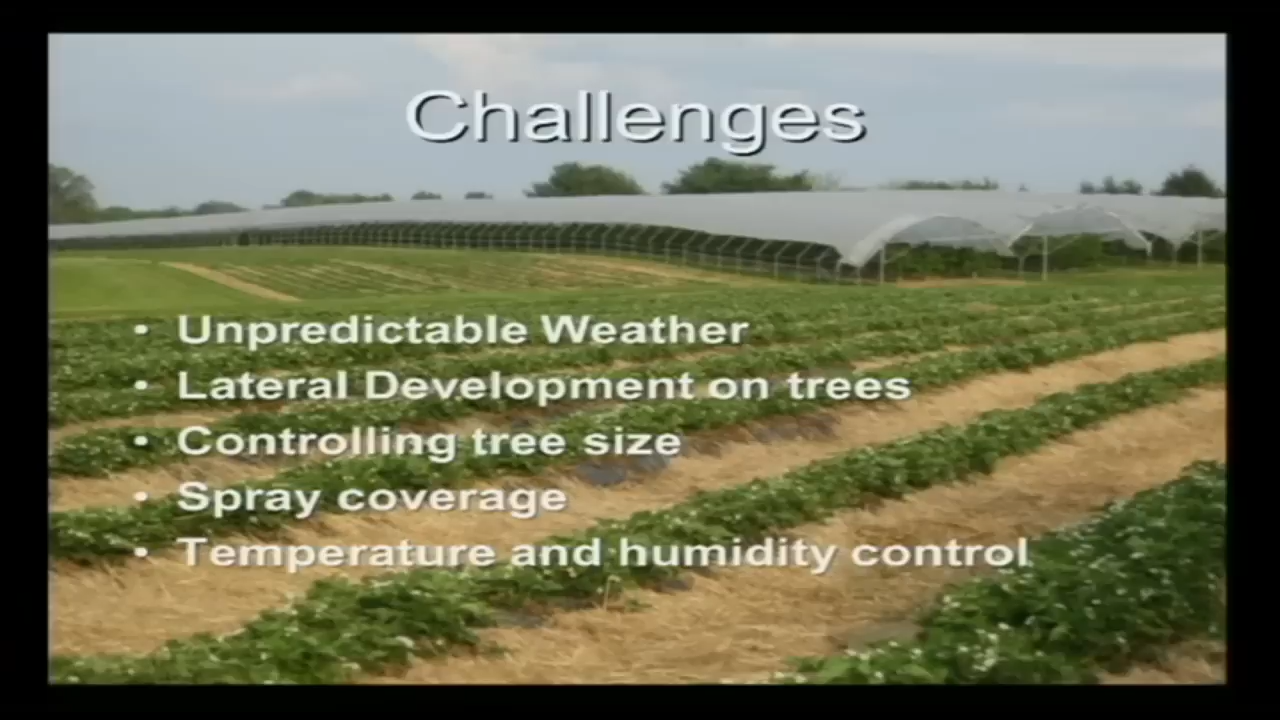 Challenges
• Unpredictable Weather
• Lateral Development on trees
• Controlling tree size
• Spray coverage
• Temperature and humidity control